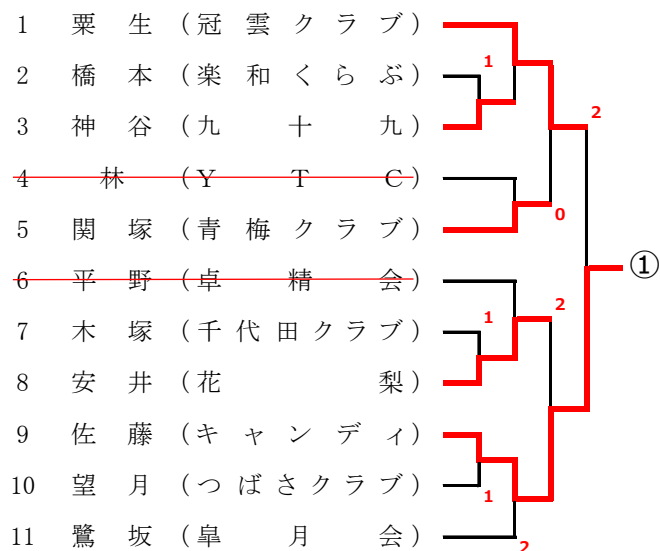 1 粟生(冠雲クラブ)
2 橋本(楽和くらぶ)
3 神谷(九十九)
4 林(YTC)
5 関塚(青梅クラブ)
6 平野(卓精会)
7 木塚(千代田クラブ)
8 安井(花梨)
9 佐藤(キャンディ)
10 望月(つばさクラブ)
11 鷺坂(皐月会)
1
2
0
①
1
2
1
2